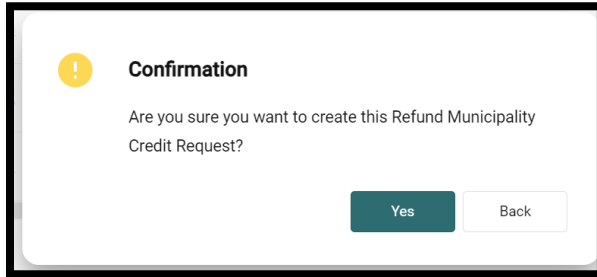 Confirmation
Are you sure you want to create this Refund Municipality
Credit Request?
Yes
Back